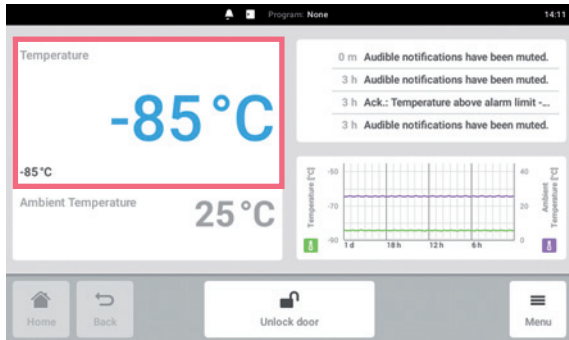 Program: None
14:11
Temperature
-85 °C
-85 °C
Ambient Temperature
25 °C
0 m Audible notifications have been muted.
3 h Audible notifications have been muted.
3 h Ack.: Temperature above alarm limit -...
3 h Audible notifications have been muted.
Temperature [°C]
-50
-70
-90
1 d
18 h
12 h
6 h
40
20
0
Ambient
Temperature [°C]
Home
Back
Unlock door
Menu